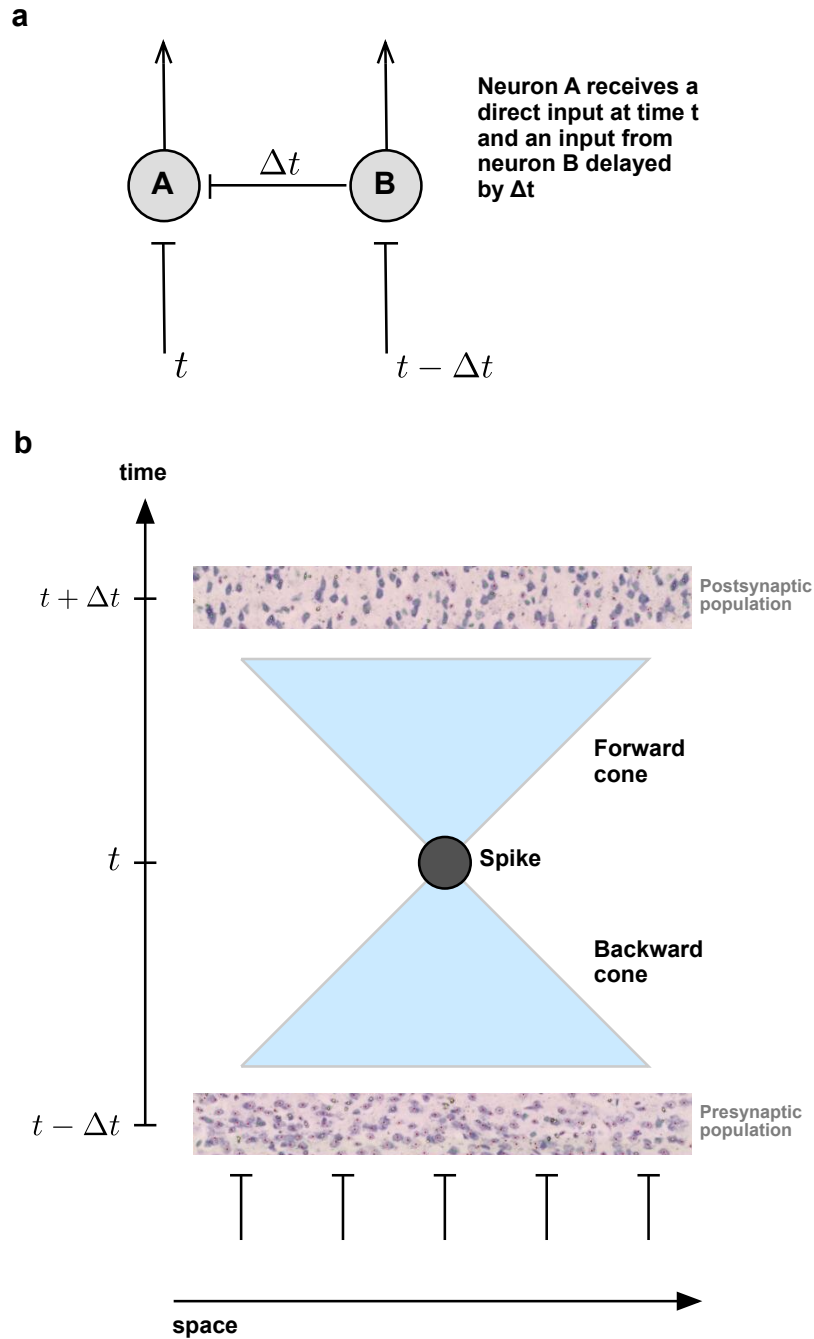 a
Neuron A receives a
direct input at time t
and an input from
neuron B delayed
by Δt
A
Δt
B
t
t − Δt
b
time
t + Δt
Postsynaptic
population
Forward
cone
t
Spike
Backward
cone
t − Δt
Presynaptic
population
space